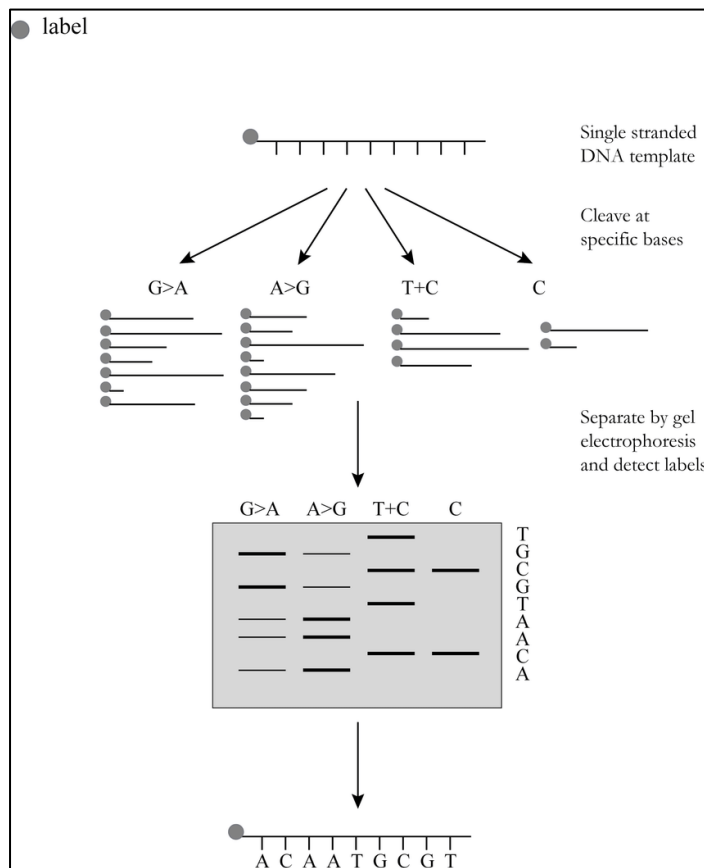 label
Single stranded
DNA template
Cleave at
specific bases
G>A A>G T+C C
Separate by gel
electrophoresis
and detect labels
G>A A>G T+C C
T
G
C
G
T
A
A
C
A
A C A A T G C G T